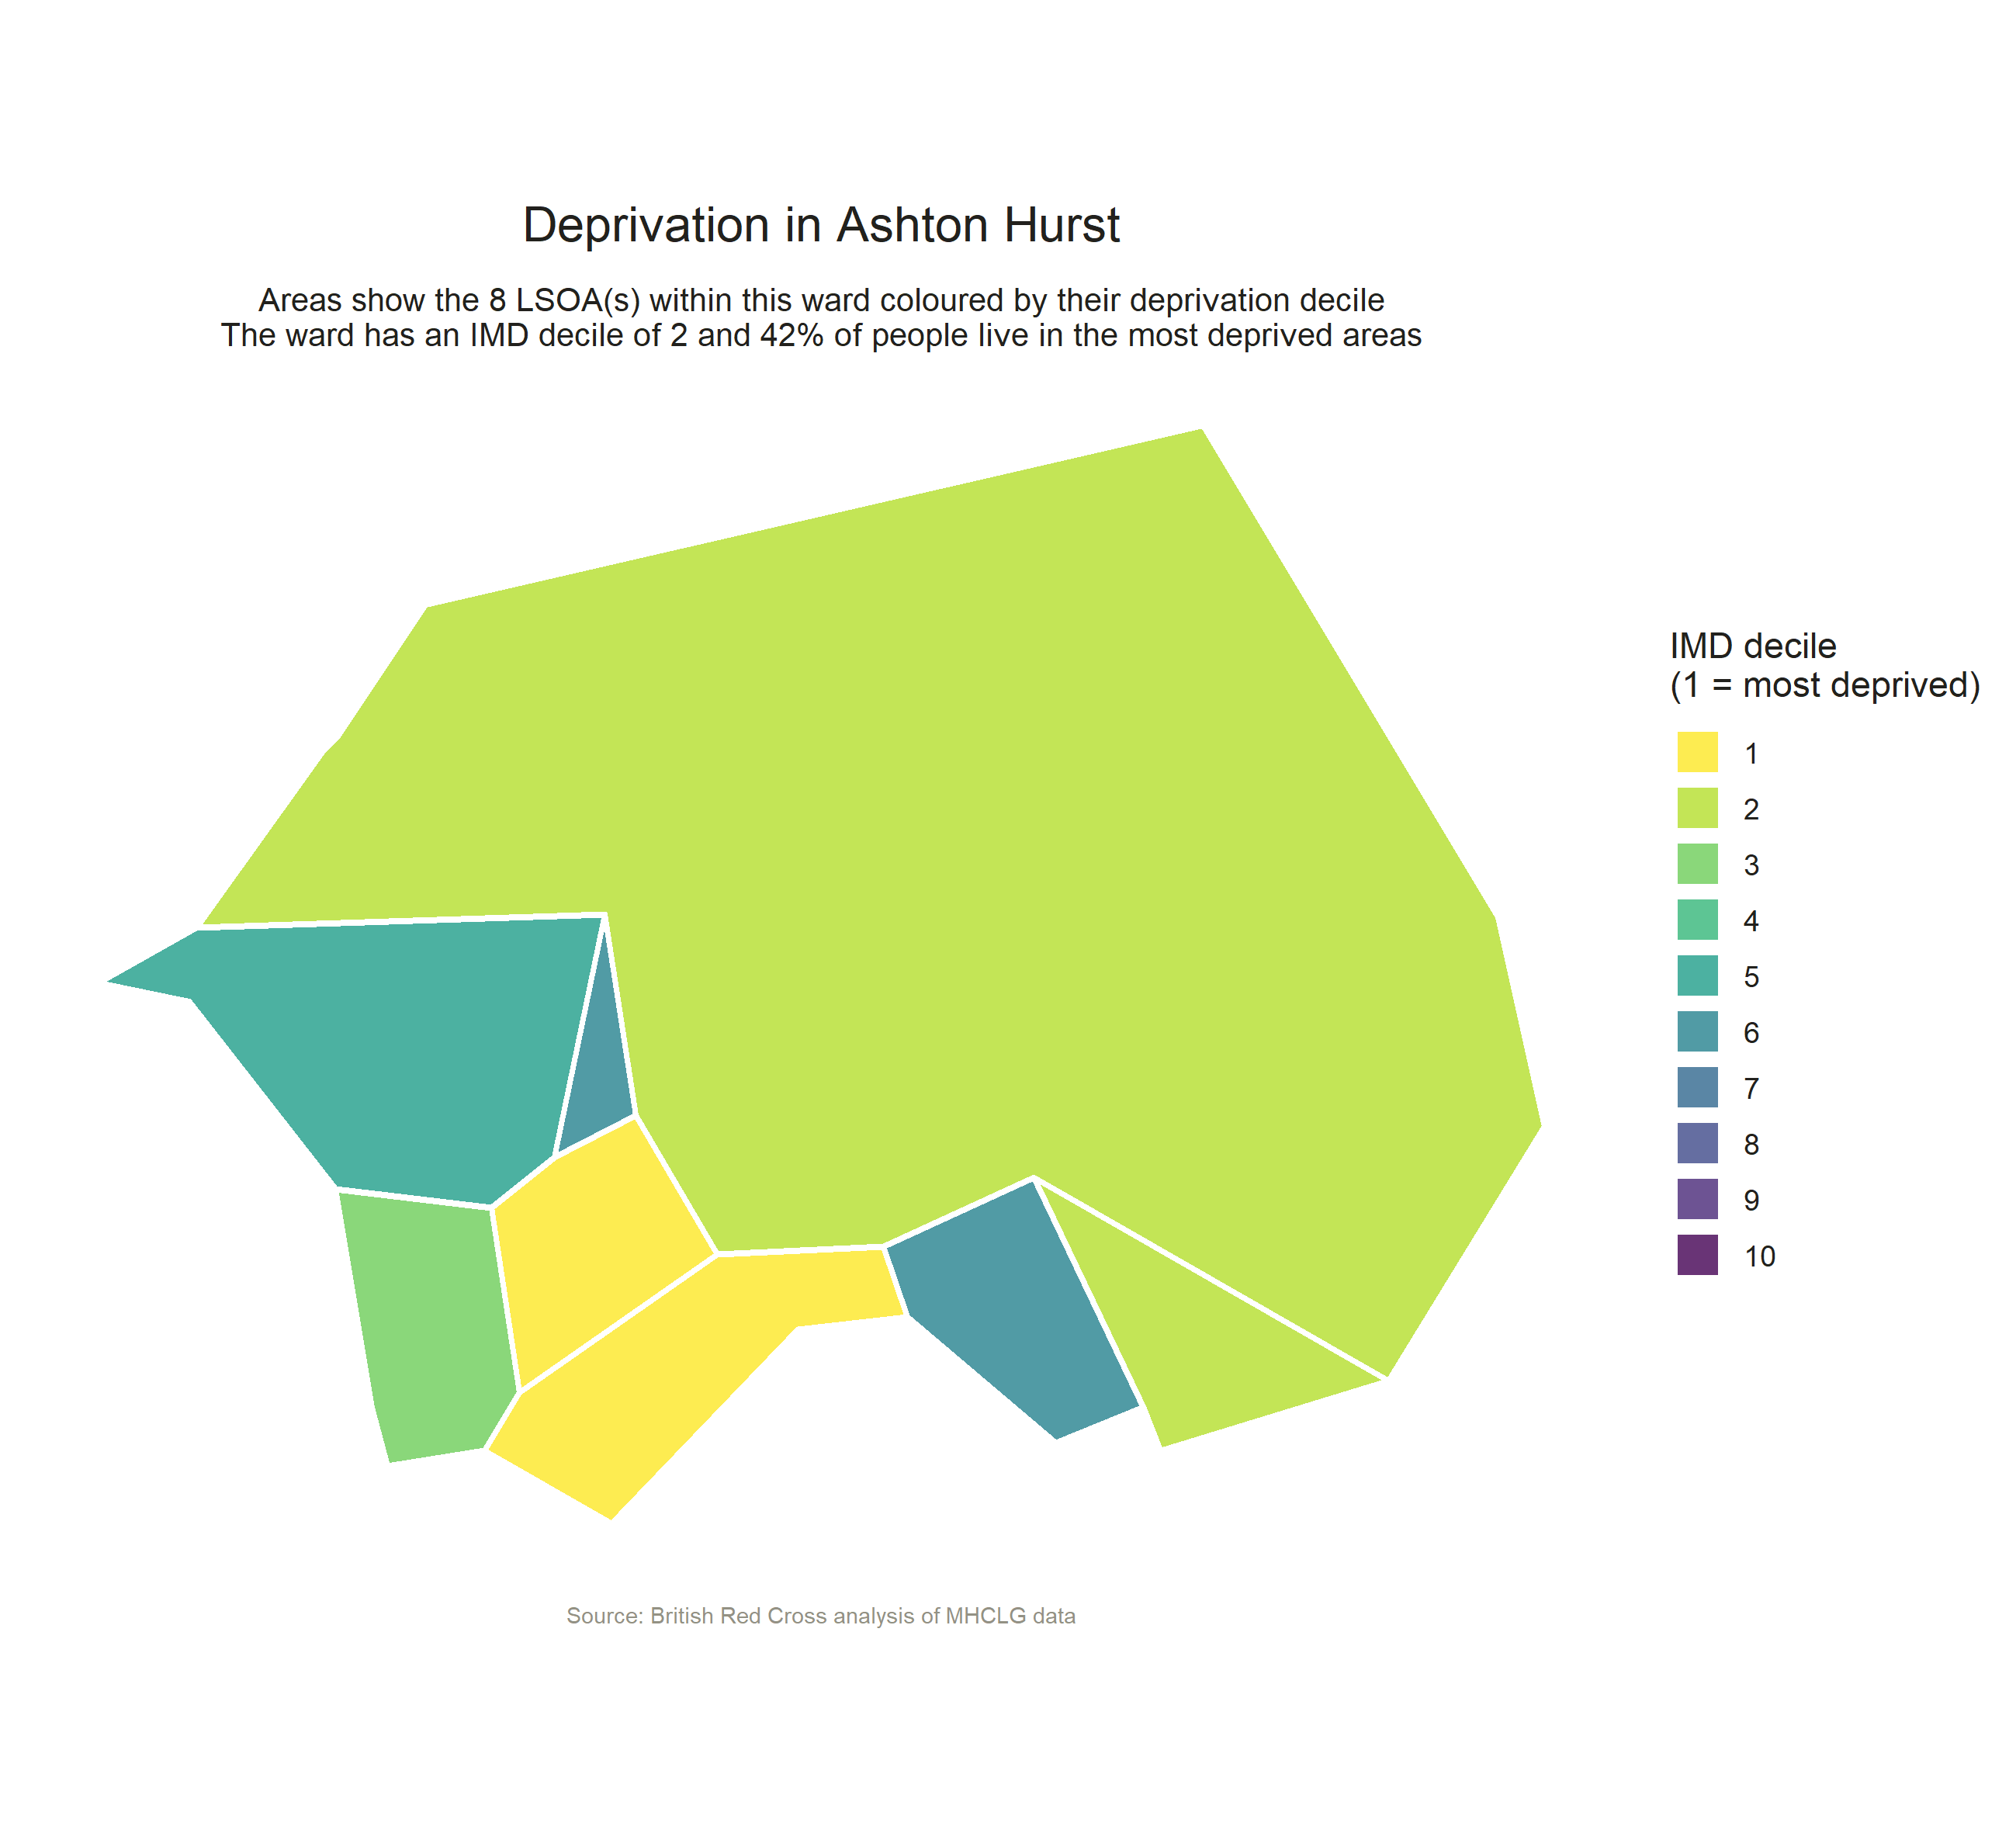 Deprivation in Ashton Hurst
Areas show the 8 LSOA(s) within this ward coloured by their deprivation decile
The ward has an IMD decile of 2 and 42% of people live in the most deprived areas
IMD decile
(1 = most deprived)
1
2
3
4
5
6
7
8
9
10
Source: British Red Cross analysis of MHCLG data